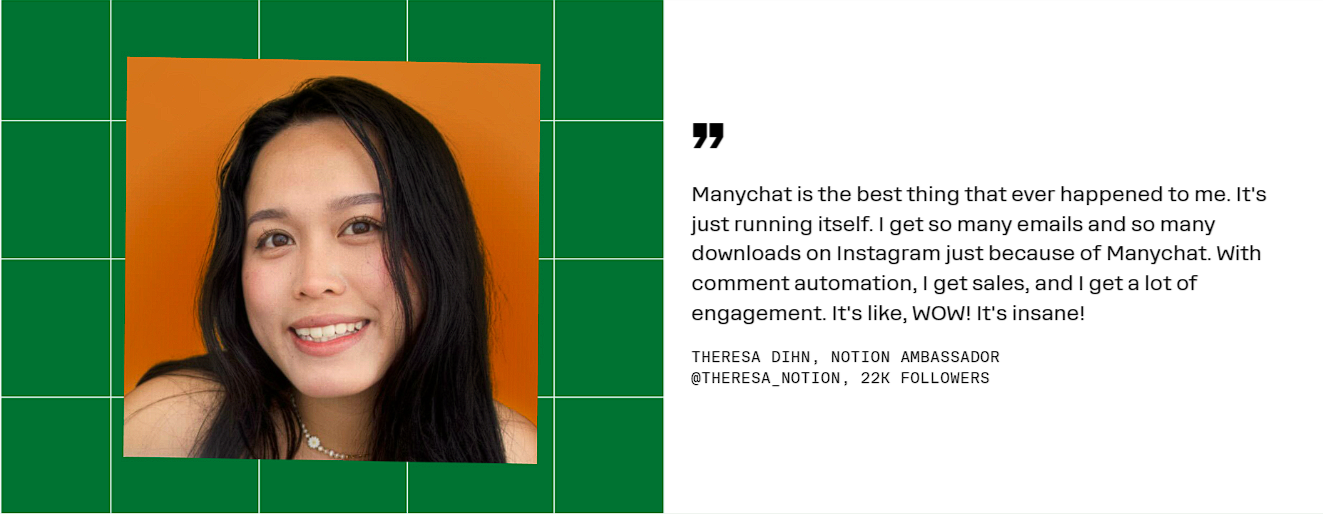 ”
Manychat is the best thing that ever happened to me. It's
just running itself. I get so many emails and so many
downloads on Instagram just because of Manychat. With
comment automation, I get sales, and I get a lot of
engagement. It's like, WOW! It's insane!
THERESA DIHN, NOTION AMBASSADOR
@THERESA_NOTION, 22K FOLLOWERS